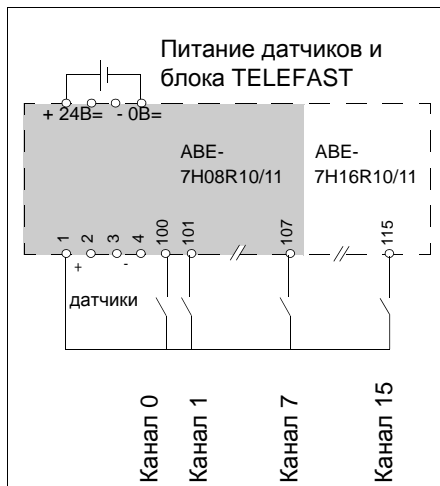 Питание датчиков и
блока TELEFAST
+ 24В= - 0В=
ABE-
7H08R10/11
ABE-
7H16R10/11
1 2 3 4 100 101 107 115
+ -
датчики
Канал 0
Канал 1
Канал 7
Канал 15